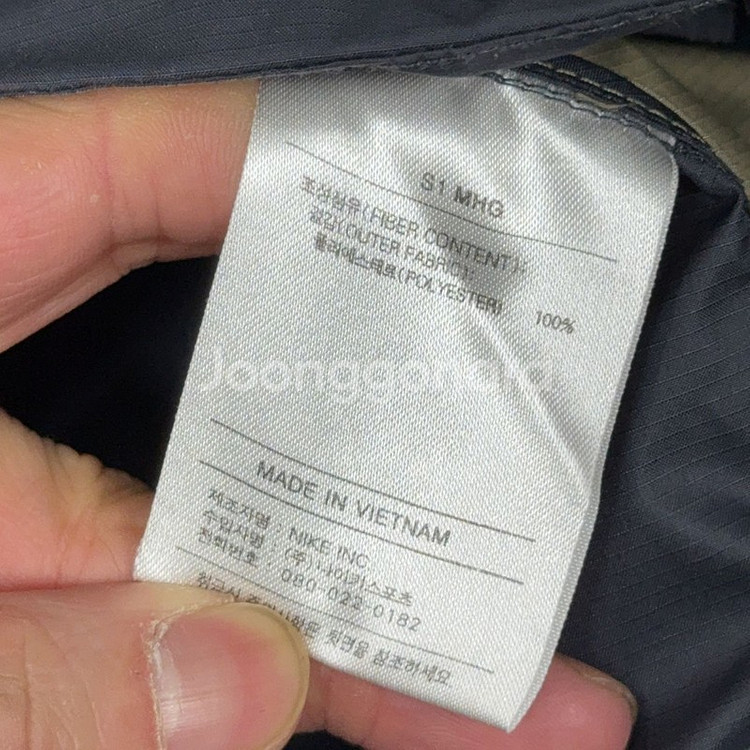 S1 MHG
조성섬유(FIBER CONTENT):
겉감(OUTER FABRIC)
폴리에스테르(POLYESTER) 100%
Joonggonara
MADE IN VIETNAM
제조자명 : NIKE INC
수입사명 : (주)나이키스포츠
전화번호 : 080-022-0182
취급시 주의사항은 뒷면을 참조하세요